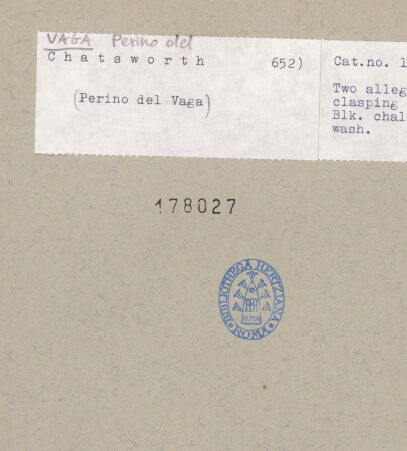 VAGA Perino del
Chatsworth 652)
(Perino del Vaga)
Cat.no. 1
Two alleg
clasping
Blk. chal
wash.
178027
BIBLIOTHECA HERTZIANA
ROMA